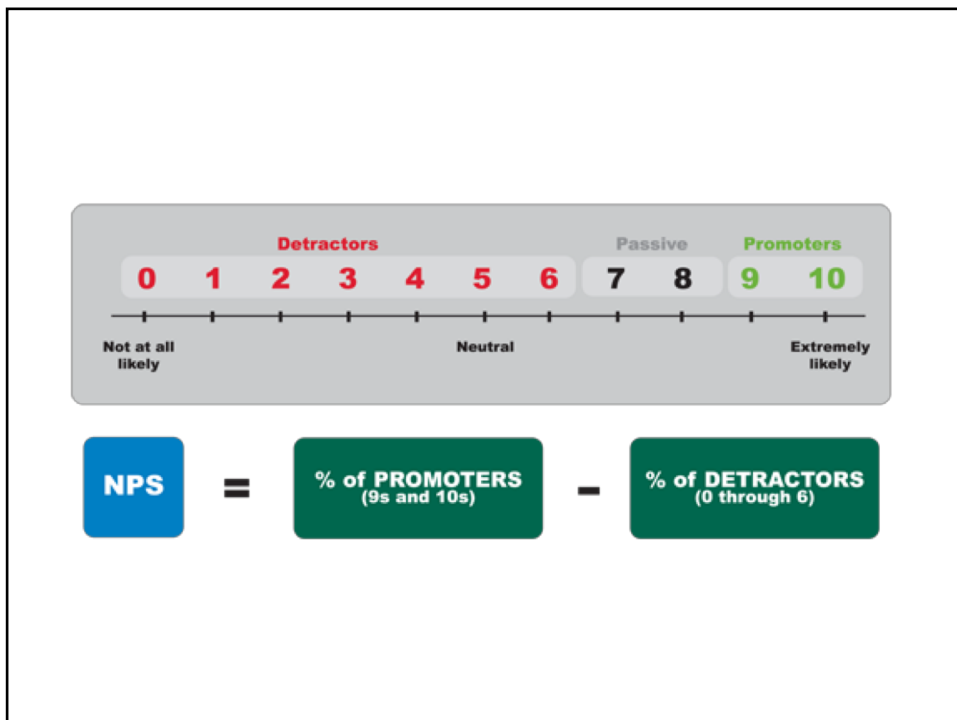 Detractors Passive Promoters
0 1 2 3 4 5 6 7 8 9 10
Not at all Neutral Extremely
likely likely
NPS = % of PROMOTERS - % of DETRACTORS
(9s and 10s) (0 through 6)